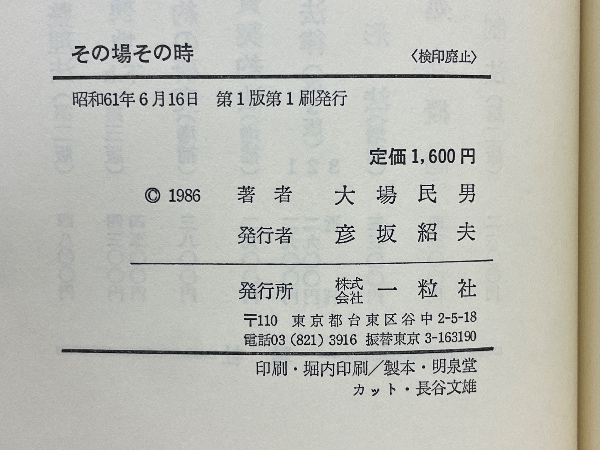 その場その時 〈検印廃止〉
昭和61年6月16日 第1版第1刷発行
定価1,600円
© 1986 著者 大場民男
発行者 彦坂紹夫
発行所 株式会社 一粒社
〒110 東京都台東区谷中2-5-18
電話03 (821) 3916 振替東京 3-163190
印刷・堀内印刷／製本・明泉堂
カット・長谷文雄